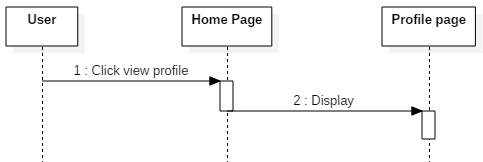 User
Home Page
Profile page
1 : Click view profile
2 : Display